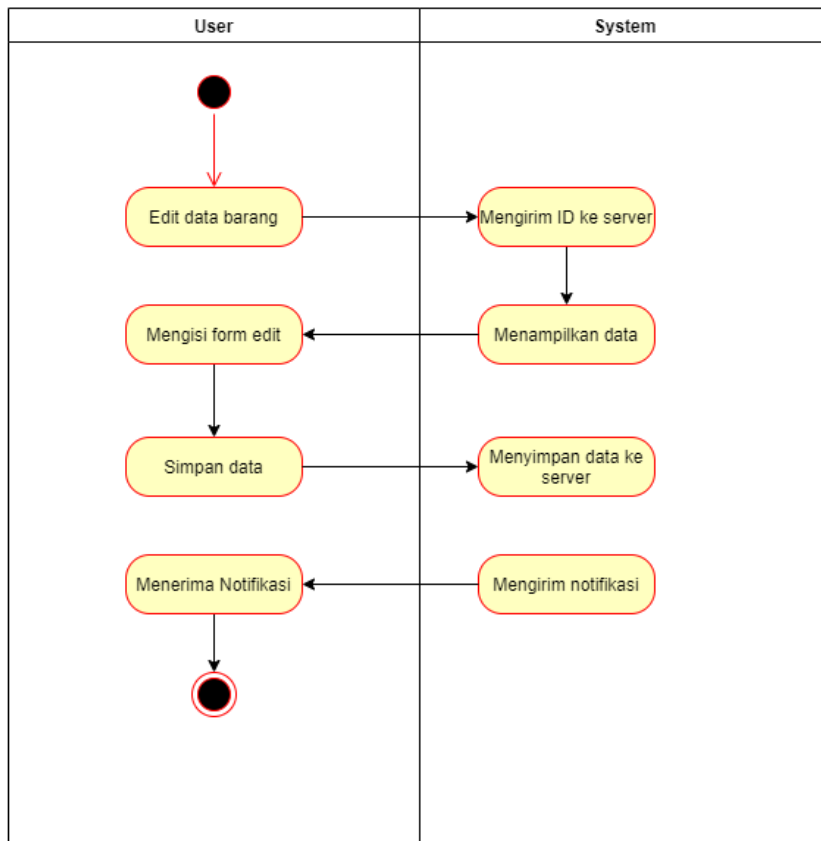 User
System
Edit data barang
Mengirim ID ke server
Mengisi form edit
Menampilkan data
Simpan data
Menyimpan data ke
server
Menerima Notifikasi
Mengirim notifikasi